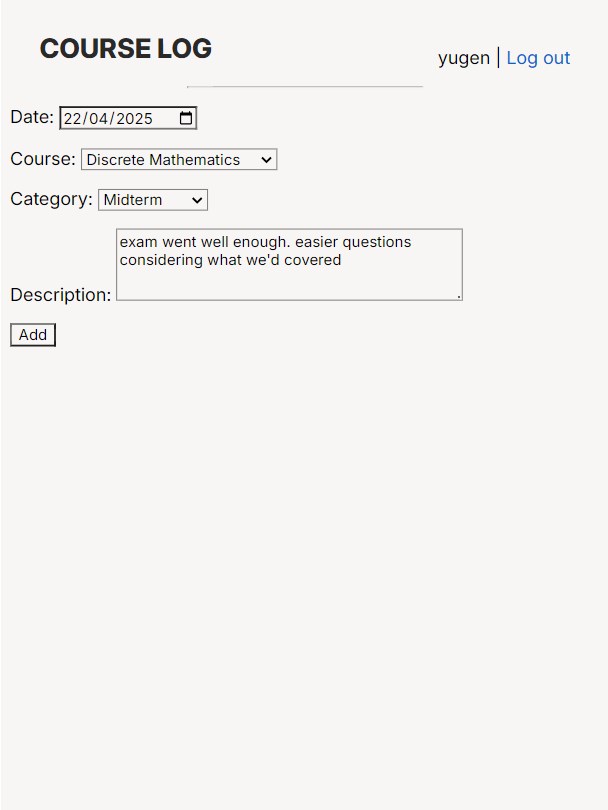 COURSE LOG
yugen | Log out
Date: 22/04/2025
Course: Discrete Mathematics
Category: Midterm
exam went well enough. easier questions
considering what we'd covered
Description:
Add